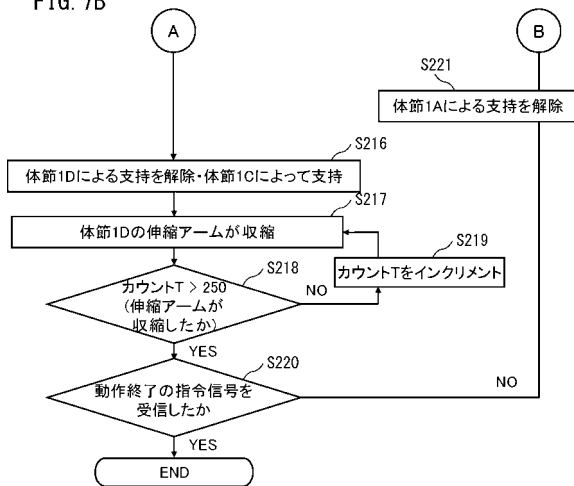 FIG. 7B
A
B
S221
体節1Aによる支持を解除
S216
体節1Dによる支持を解除・体節1Cによって支持
S217
体節1Dの伸縮アームが収縮
S219
カウントTをインクリメント
S218
カウントT > 250
(伸縮アームが
収縮したか)
NO
YES
S220
動作終了の指令信号を
受信したか
NO
YES
END